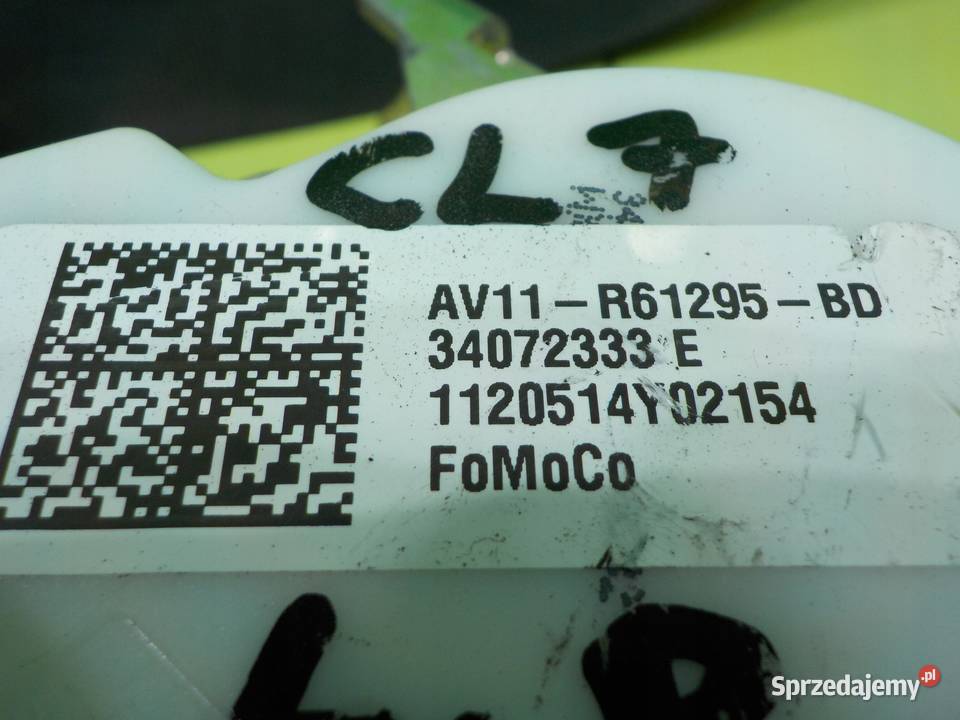 CL7
AV11-R61295-BD
34072333 E
1120514Y02154
FoMoCo
Sprzedajemy.pl